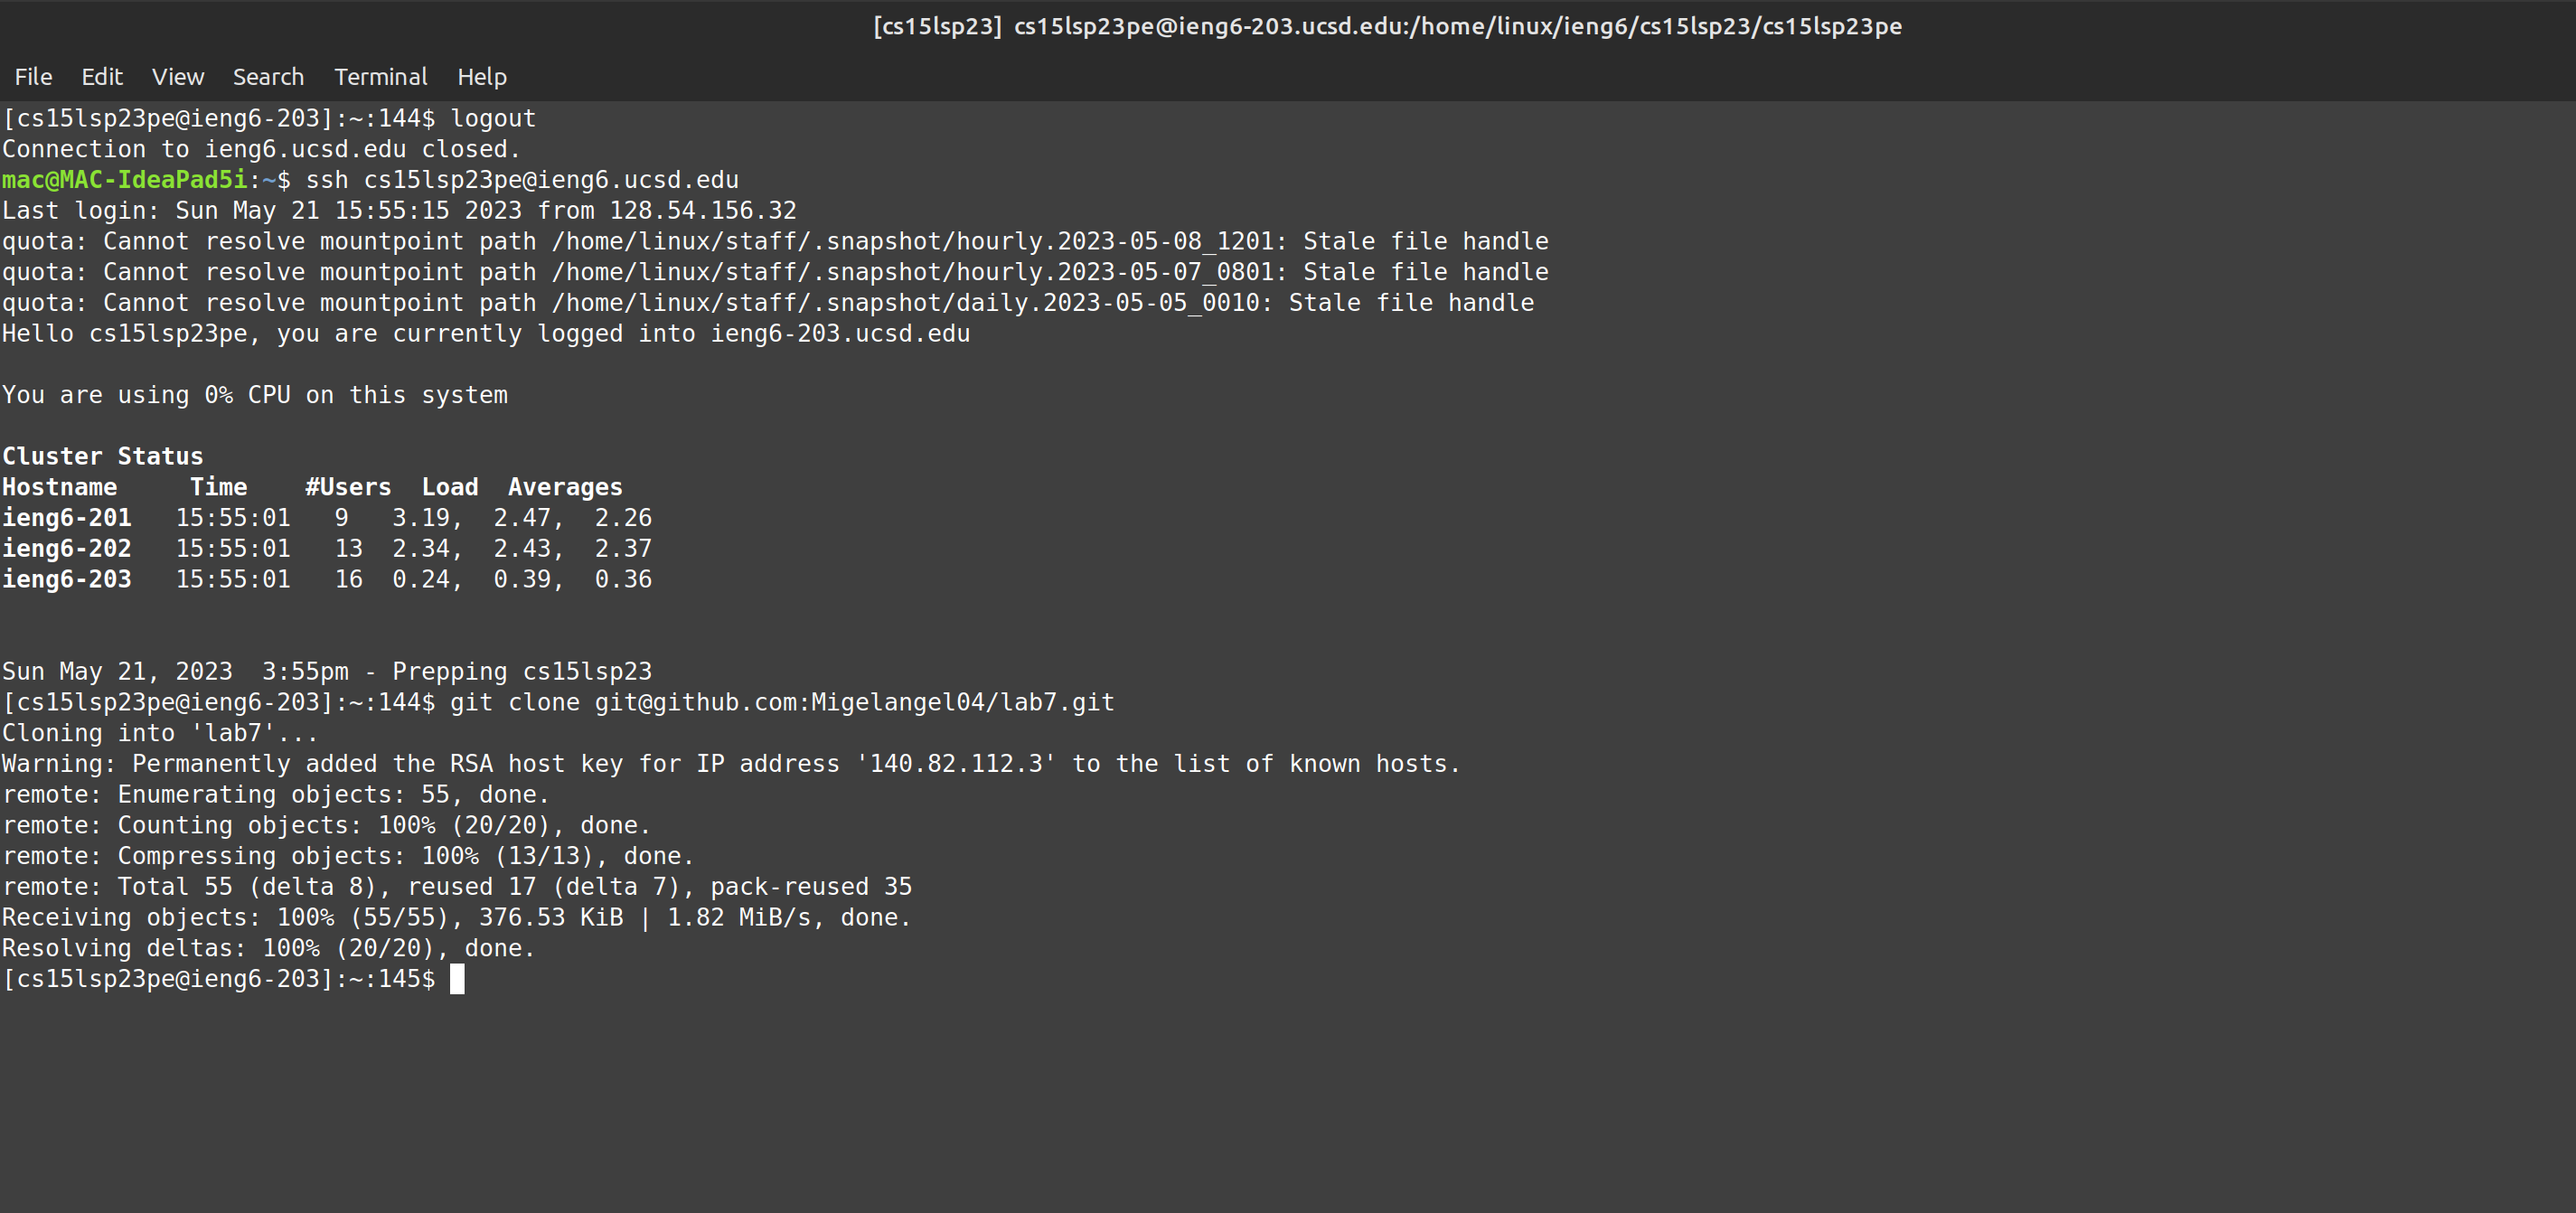 [cs15lsp23] cs15lsp23pe@ieng6-203.ucsd.edu:/home/linux/ieng6/cs15lsp23/cs15lsp23pe
File Edit View Search Terminal Help
[cs15lsp23pe@ieng6-203]:~:144$ logout
Connection to ieng6.ucsd.edu closed.
mac@MAC-IdeaPad5i:~$ ssh cs15lsp23pe@ieng6.ucsd.edu
Last login: Sun May 21 15:55:15 2023 from 128.54.156.32
quota: Cannot resolve mountpoint path /home/linux/staff/.snapshot/hourly.2023-05-08_1201: Stale file handle
quota: Cannot resolve mountpoint path /home/linux/staff/.snapshot/hourly.2023-05-07_0801: Stale file handle
quota: Cannot resolve mountpoint path /home/linux/staff/.snapshot/daily.2023-05-05_0010: Stale file handle
Hello cs15lsp23pe, you are currently logged into ieng6-203.ucsd.edu
You are using 0% CPU on this system
Cluster Status
Hostname     Time    #Users  Load  Averages
ieng6-201   15:55:01   9   3.19,  2.47,  2.26
ieng6-202   15:55:01   13  2.34,  2.43,  2.37
ieng6-203   15:55:01   16  0.24,  0.39,  0.36
Sun May 21, 2023  3:55pm - Prepping cs15lsp23
[cs15lsp23pe@ieng6-203]:~:144$ git clone git@github.com:Migelangel04/lab7.git
Cloning into 'lab7'...
Warning: Permanently added the RSA host key for IP address '140.82.112.3' to the list of known hosts.
remote: Enumerating objects: 55, done.
remote: Counting objects: 100% (20/20), done.
remote: Compressing objects: 100% (13/13), done.
remote: Total 55 (delta 8), reused 17 (delta 7), pack-reused 35
Receiving objects: 100% (55/55), 376.53 KiB | 1.82 MiB/s, done.
Resolving deltas: 100% (20/20), done.
[cs15lsp23pe@ieng6-203]:~:145$